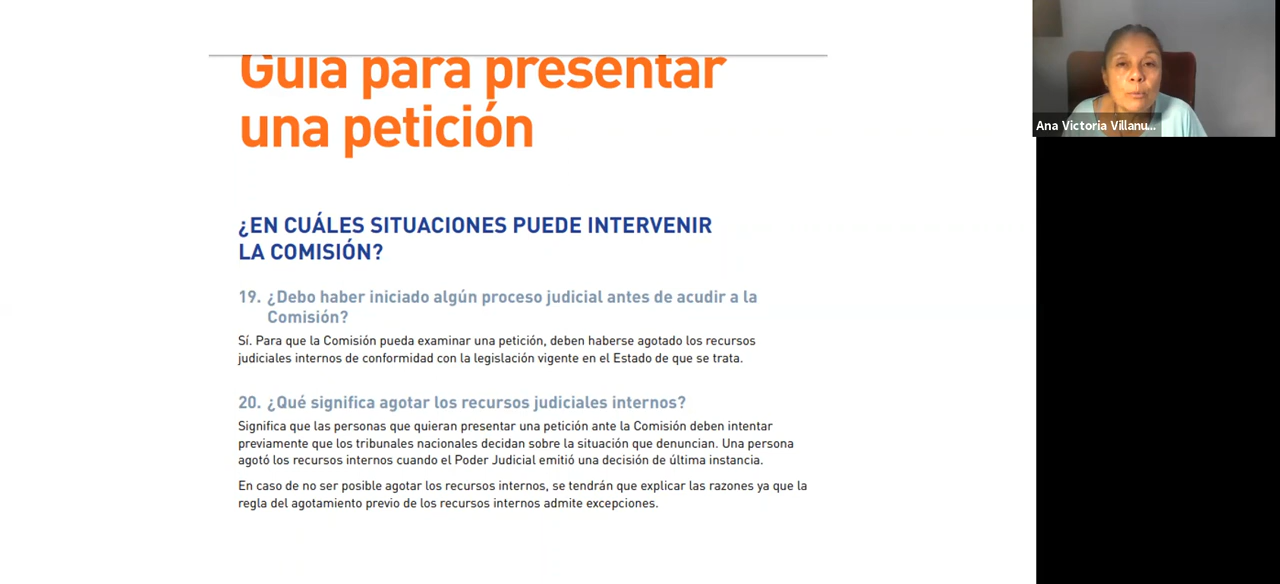 Guía para presentar
una petición
¿EN CUÁLES SITUACIONES PUEDE INTERVENIR
LA COMISIÓN?
19. ¿Debo haber iniciado algún proceso judicial antes de acudir a la
Comisión?
Sí. Para que la Comisión pueda examinar una petición, deben haberse agotado los recursos
judiciales internos de conformidad con la legislación vigente en el Estado de que se trata.
20. ¿Qué significa agotar los recursos judiciales internos?
Significa que las personas que quieran presentar una petición ante la Comisión deben intentar
previamente que los tribunales nacionales decidan sobre la situación que denuncian. Una persona
agotó los recursos internos cuando el Poder Judicial emitió una decisión de última instancia.
En caso de no ser posible agotar los recursos internos, se tendrán que explicar las razones ya que la
regla del agotamiento previo de los recursos internos admite excepciones.
Ana Victoria Villanu...